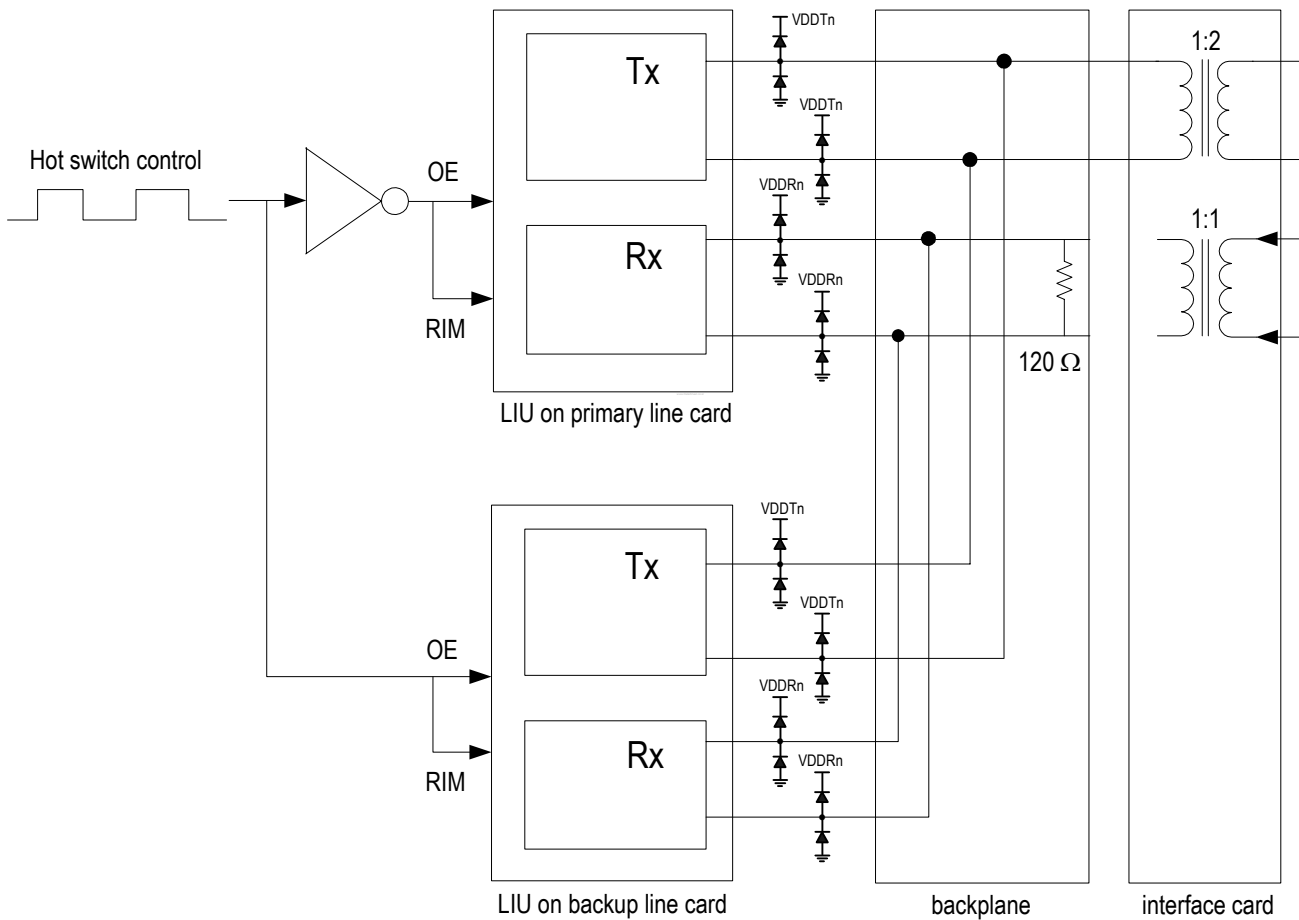 VDDTn
Tx
1:2
VDDTn
Hot switch control
OE
VDDRn
Rx
1:1
VDDRn
RIM
120 Ω
LIU on primary line card
VDDTn
Tx
VDDTn
OE
VDDRn
Rx
VDDRn
RIM
LIU on backup line card
backplane
interface card